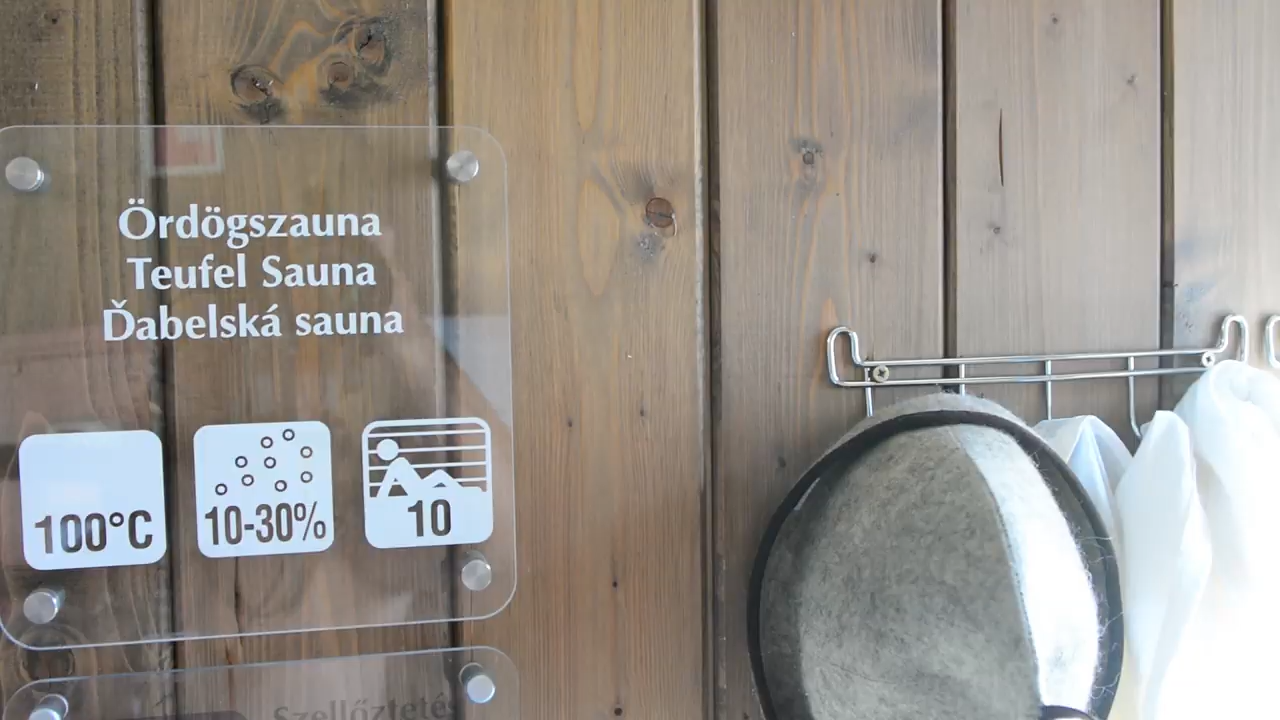 Ördögszauna
Teufel Sauna
Ďabelská sauna
100°C
10-30%
10
Szellőztetés